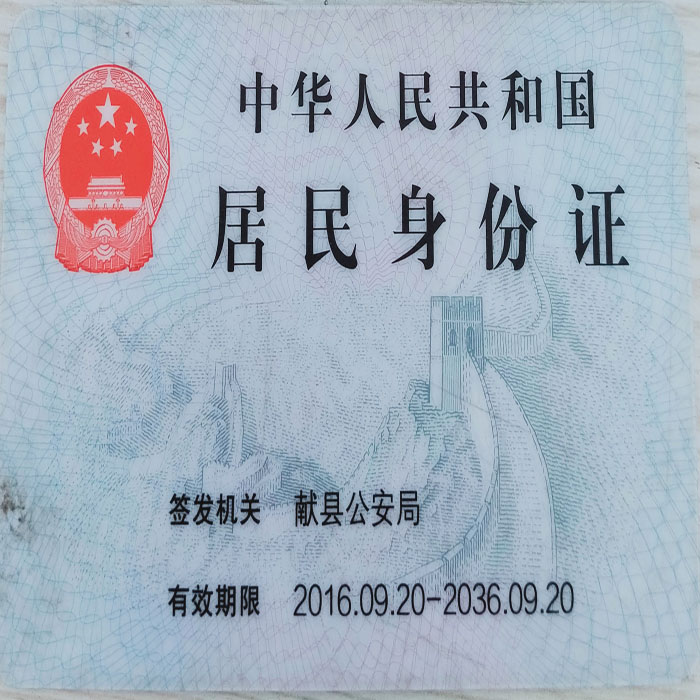 中华人民共和国
居民身份证
签发机关 献县公安局
有效期限 2016.09.20-2036.09.20